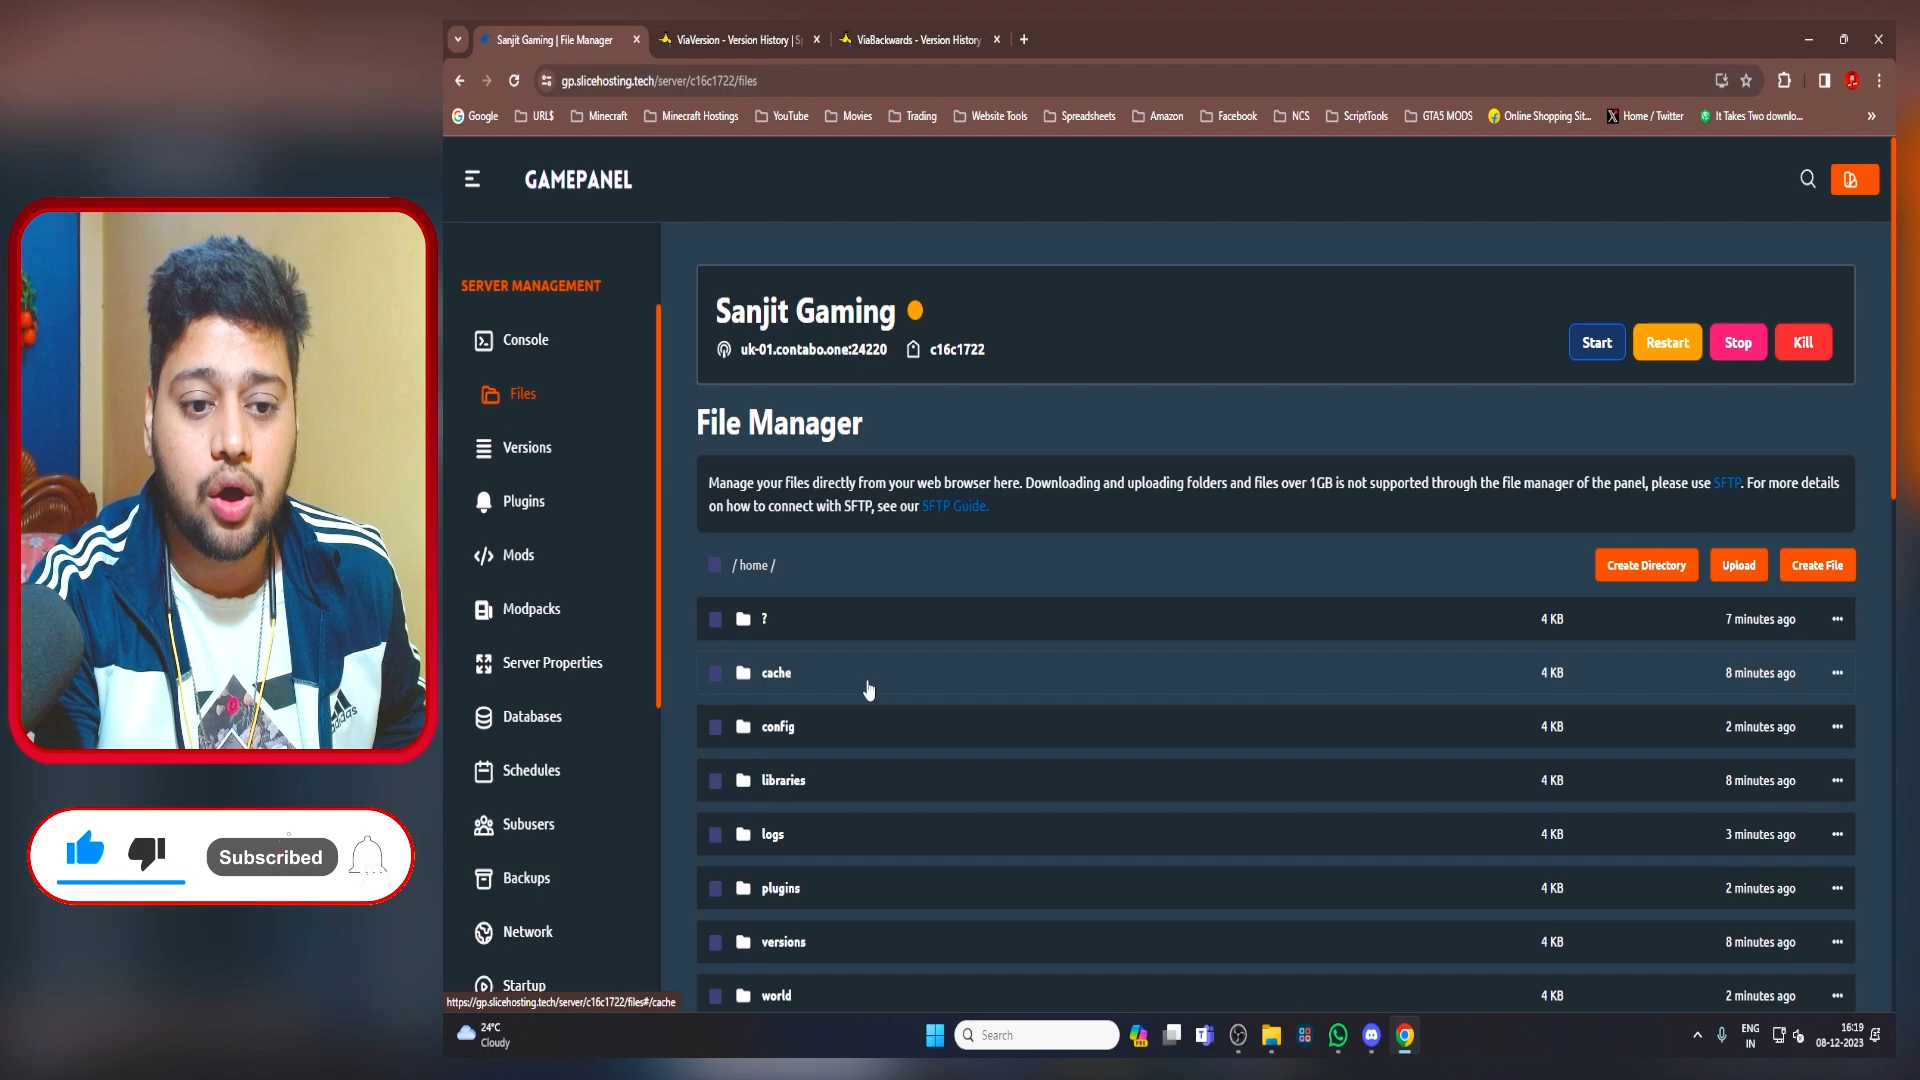 Sanjit Gaming | File Manager
ViaVersion - Version History | S
ViaBackwards - Version History
gp.slicehosting.tech/server/c16c1722/files
Google
URL$
Minecraft
Minecraft Hostings
YouTube
Movies
Trading
Website Tools
Spreadsheets
Amazon
Facebook
NCS
ScriptTools
GTA5 MODS
Online Shopping Sit...
Home / Twitter
It Takes Two downlo...
GAMEPANEL
SERVER MANAGEMENT
Console
Files
Versions
Plugins
Mods
Modpacks
Server Properties
Databases
Schedules
Subusers
Backups
Network
Startup
Sanjit Gaming
uk-01.contabo.one:24220
c16c1722
Start
Restart
Stop
Kill
File Manager
Manage your files directly from your web browser here. Downloading and uploading folders and files over 1GB is not supported through the file manager of the panel, please use SFTP. For more details
on how to connect with SFTP, see our SFTP Guide.
/ home /
Create Directory
Upload
Create File
? 4 KB 7 minutes ago
cache 4 KB 8 minutes ago
config 4 KB 2 minutes ago
libraries 4 KB 8 minutes ago
logs 4 KB 3 minutes ago
plugins 4 KB 2 minutes ago
versions 4 KB 8 minutes ago
world 4 KB 2 minutes ago
https://gp.slicehosting.tech/server/c16c1722/files#/cache
Subscribed
adidas
24°C
Cloudy
Search
ENG
IN
16:19
08-12-2023